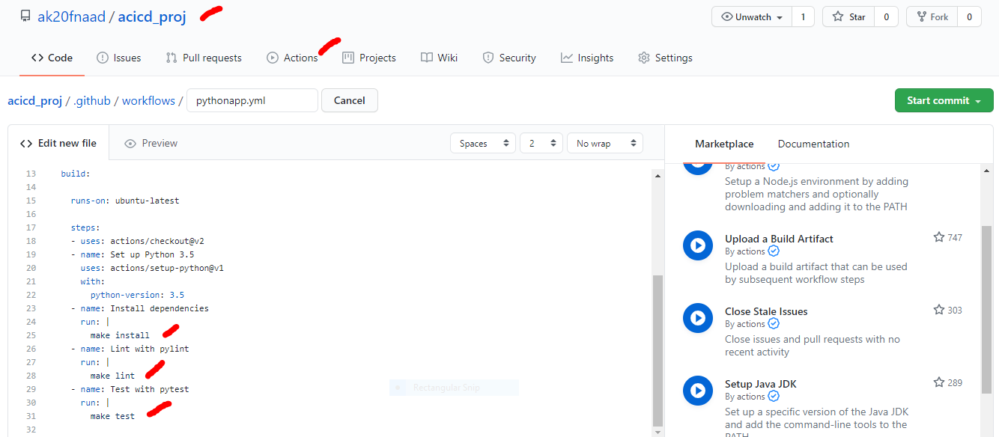 ak20fnaad / acicd_proj
Unwatch 1 Star 0 Fork 0
Code Issues Pull requests Actions Projects Wiki Security Insights Settings
acicd_proj / .github / workflows / pythonapp.yml Cancel
Start commit
Edit new file Preview
Spaces 2 No wrap
Marketplace Documentation
13 build:
14
15 runs-on: ubuntu-latest
16
17 steps:
18 - uses: actions/checkout@v2
19 - name: Set up Python 3.5
20 uses: actions/setup-python@v1
21 with:
22 python-version: 3.5
23 - name: Install dependencies
24 run: |
25 make install
26 - name: Lint with pylint
27 run: |
28 make lint
29 - name: Test with pytest
30 run: |
31 make test
32
Rectangular Snip
By actions
Setup a Node.js environment by adding
problem matchers and optionally
downloading and adding it to the PATH
Upload a Build Artifact 747
By actions
Upload a build artifact that can be used
by subsequent workflow steps
Close Stale Issues 303
By actions
Close issues and pull requests with no
recent activity
Setup Java JDK 289
By actions
Set up a specific version of the Java JDK
and add the command-line tools to the
PATH